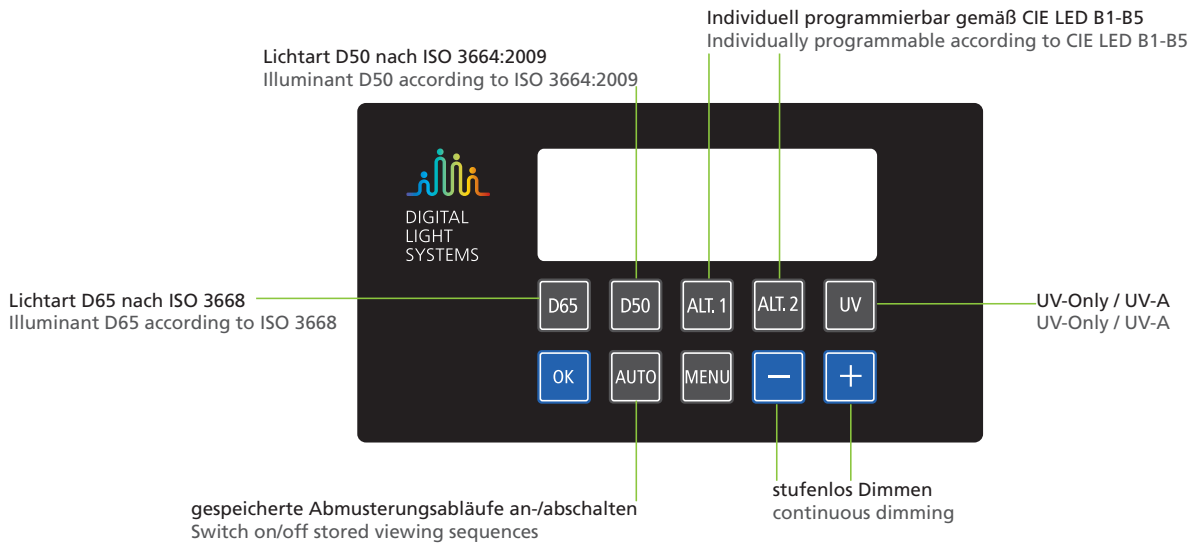 Individuell programmierbar gemäß CIE LED B1-B5
Individually programmable according to CIE LED B1-B5
Lichtart D50 nach ISO 3664:2009
Illuminant D50 according to ISO 3664:2009
DIGITAL
LIGHT
SYSTEMS
Lichtart D65 nach ISO 3668
Illuminant D65 according to ISO 3668
D65 D50 ALT. 1 ALT. 2 UV
UV-Only / UV-A
UV-Only / UV-A
OK AUTO MENU − +
gespeicherte Abmusterungsabläufe an-/abschalten
Switch on/off stored viewing sequences
stufenlos Dimmen
continuous dimming